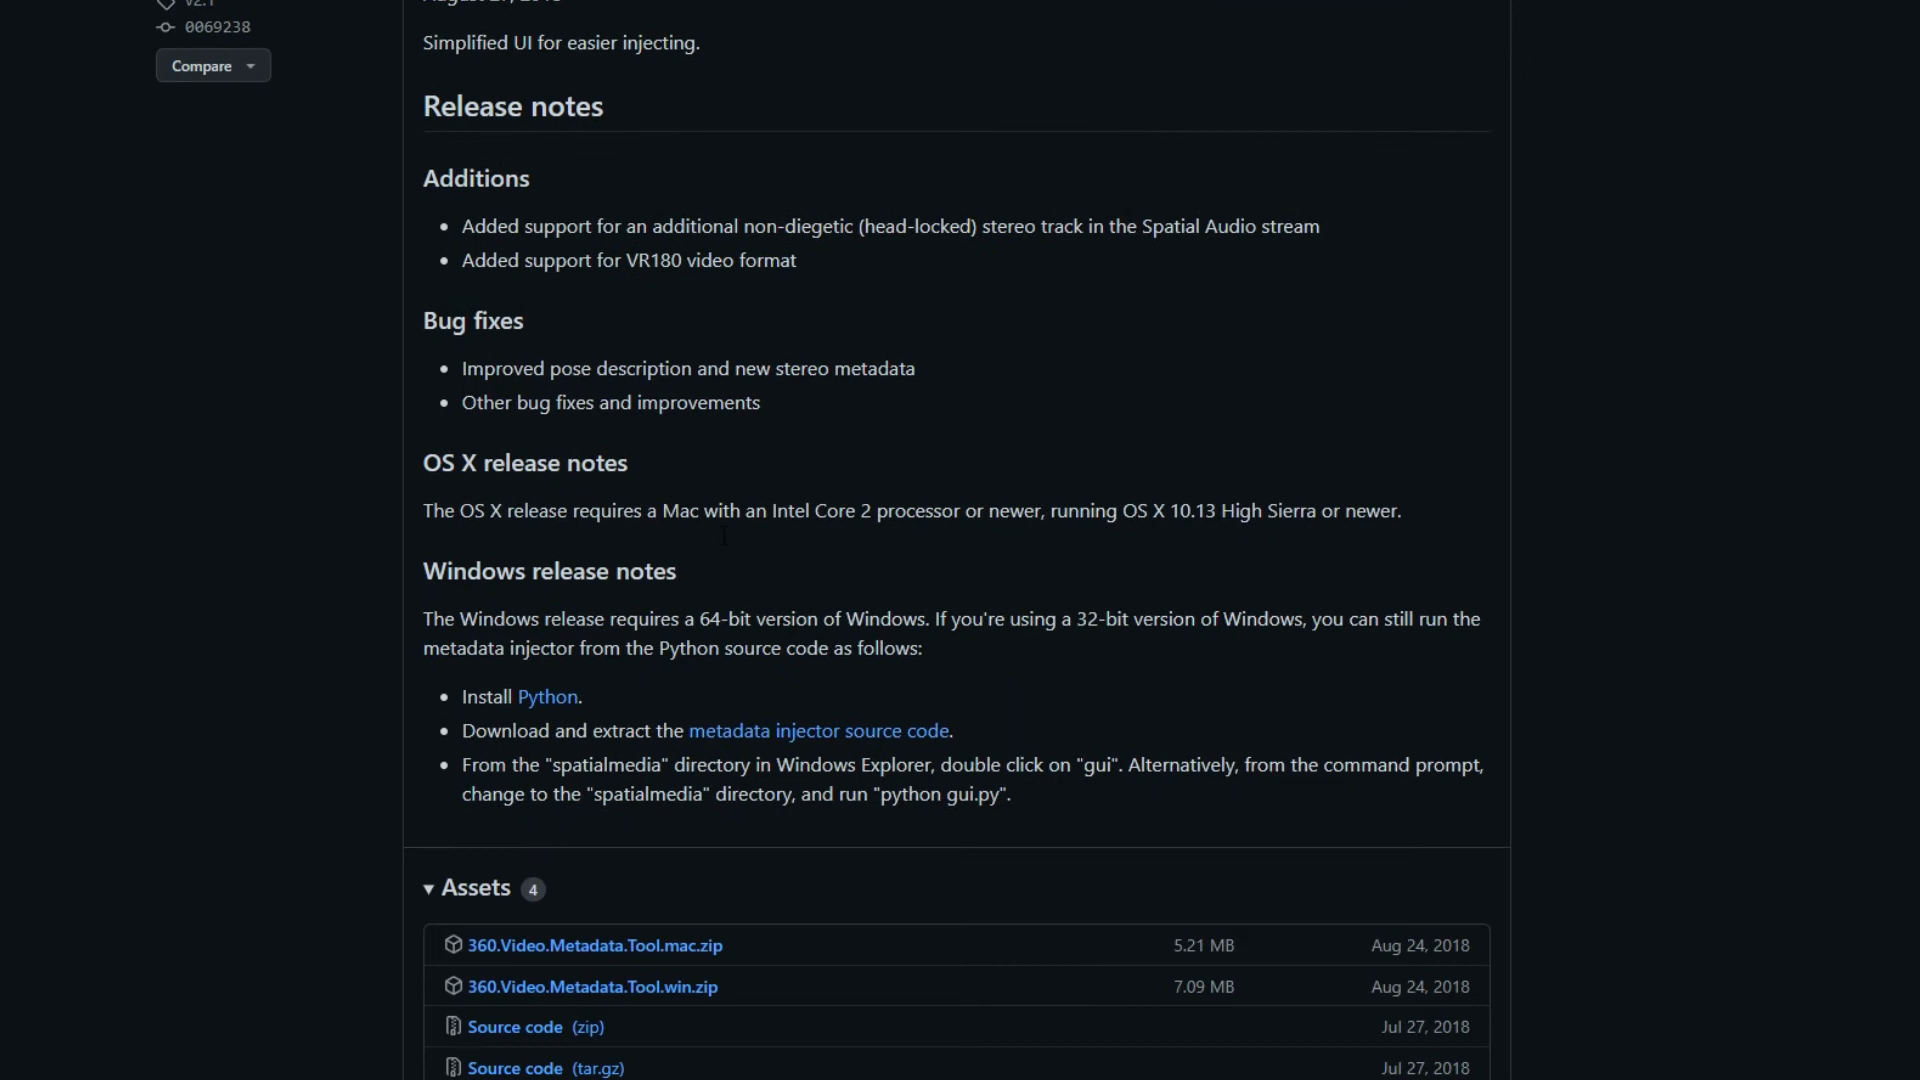 v2.1
0069238
Compare
Simplified UI for easier injecting.
Release notes
Additions
Added support for an additional non-diegetic (head-locked) stereo track in the Spatial Audio stream
Added support for VR180 video format
Bug fixes
Improved pose description and new stereo metadata
Other bug fixes and improvements
OS X release notes
The OS X release requires a Mac with an Intel Core 2 processor or newer, running OS X 10.13 High Sierra or newer.
Windows release notes
The Windows release requires a 64-bit version of Windows. If you're using a 32-bit version of Windows, you can still run the
metadata injector from the Python source code as follows:
Install Python.
Download and extract the metadata injector source code.
From the "spatialmedia" directory in Windows Explorer, double click on "gui". Alternatively, from the command prompt,
change to the "spatialmedia" directory, and run "python gui.py".
Assets 4
360.Video.Metadata.Tool.mac.zip 5.21 MB Aug 24, 2018
360.Video.Metadata.Tool.win.zip 7.09 MB Aug 24, 2018
Source code (zip) Jul 27, 2018
Source code (tar.gz) Jul 27, 2018